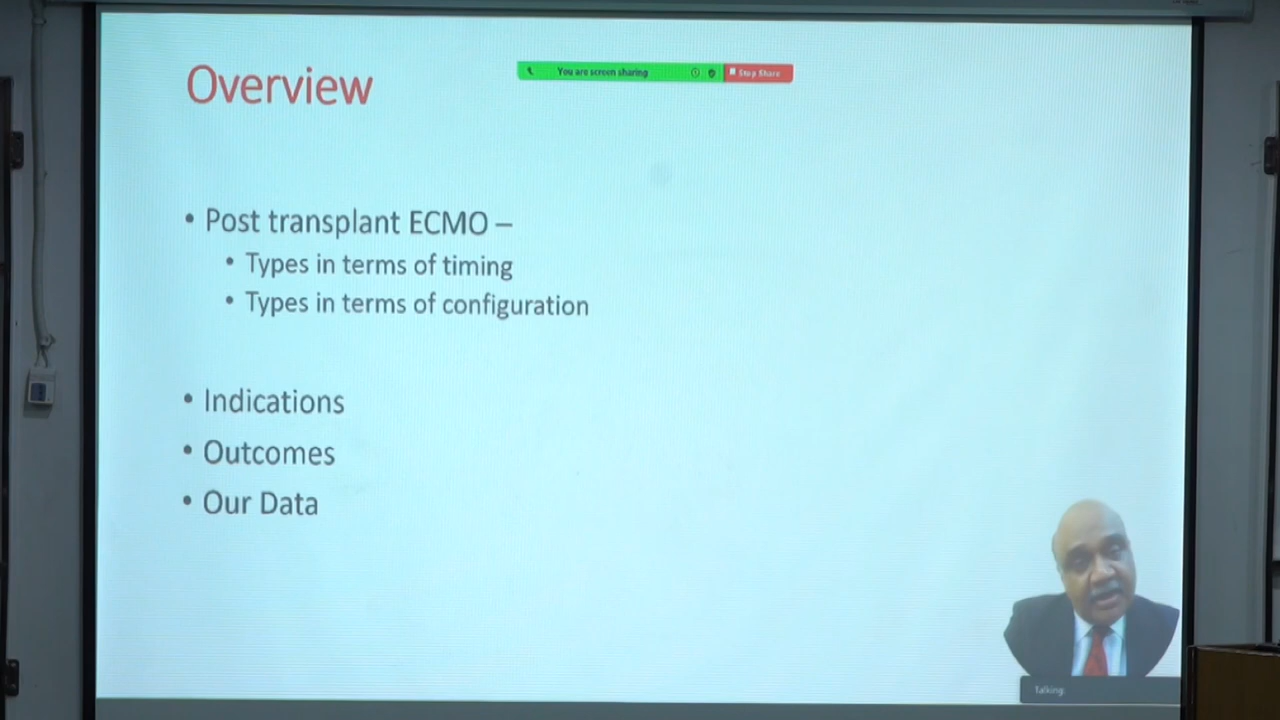 You are screen sharing
Stop Share
Overview
• Post transplant ECMO –
• Types in terms of timing
• Types in terms of configuration
• Indications
• Outcomes
• Our Data
Talking: